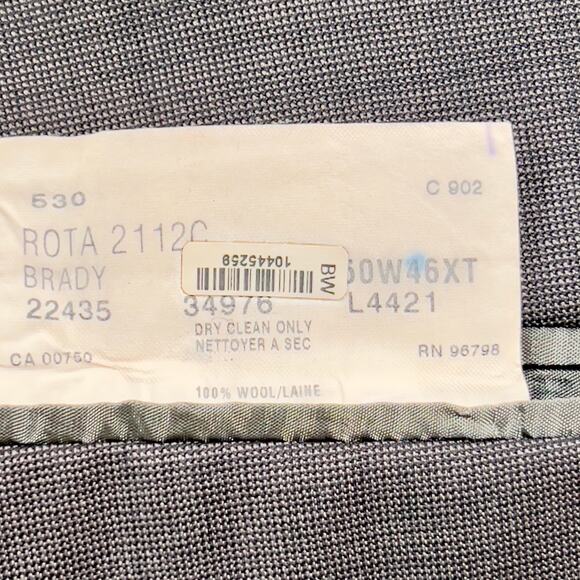 530 C 902
ROTA 2112C
BRADY 10445259 BW 50W46XT
22435 34976 L4421
DRY CLEAN ONLY
NETTOYER A SEC
CA 00750 RN 96798
100% WOOL/LAINE